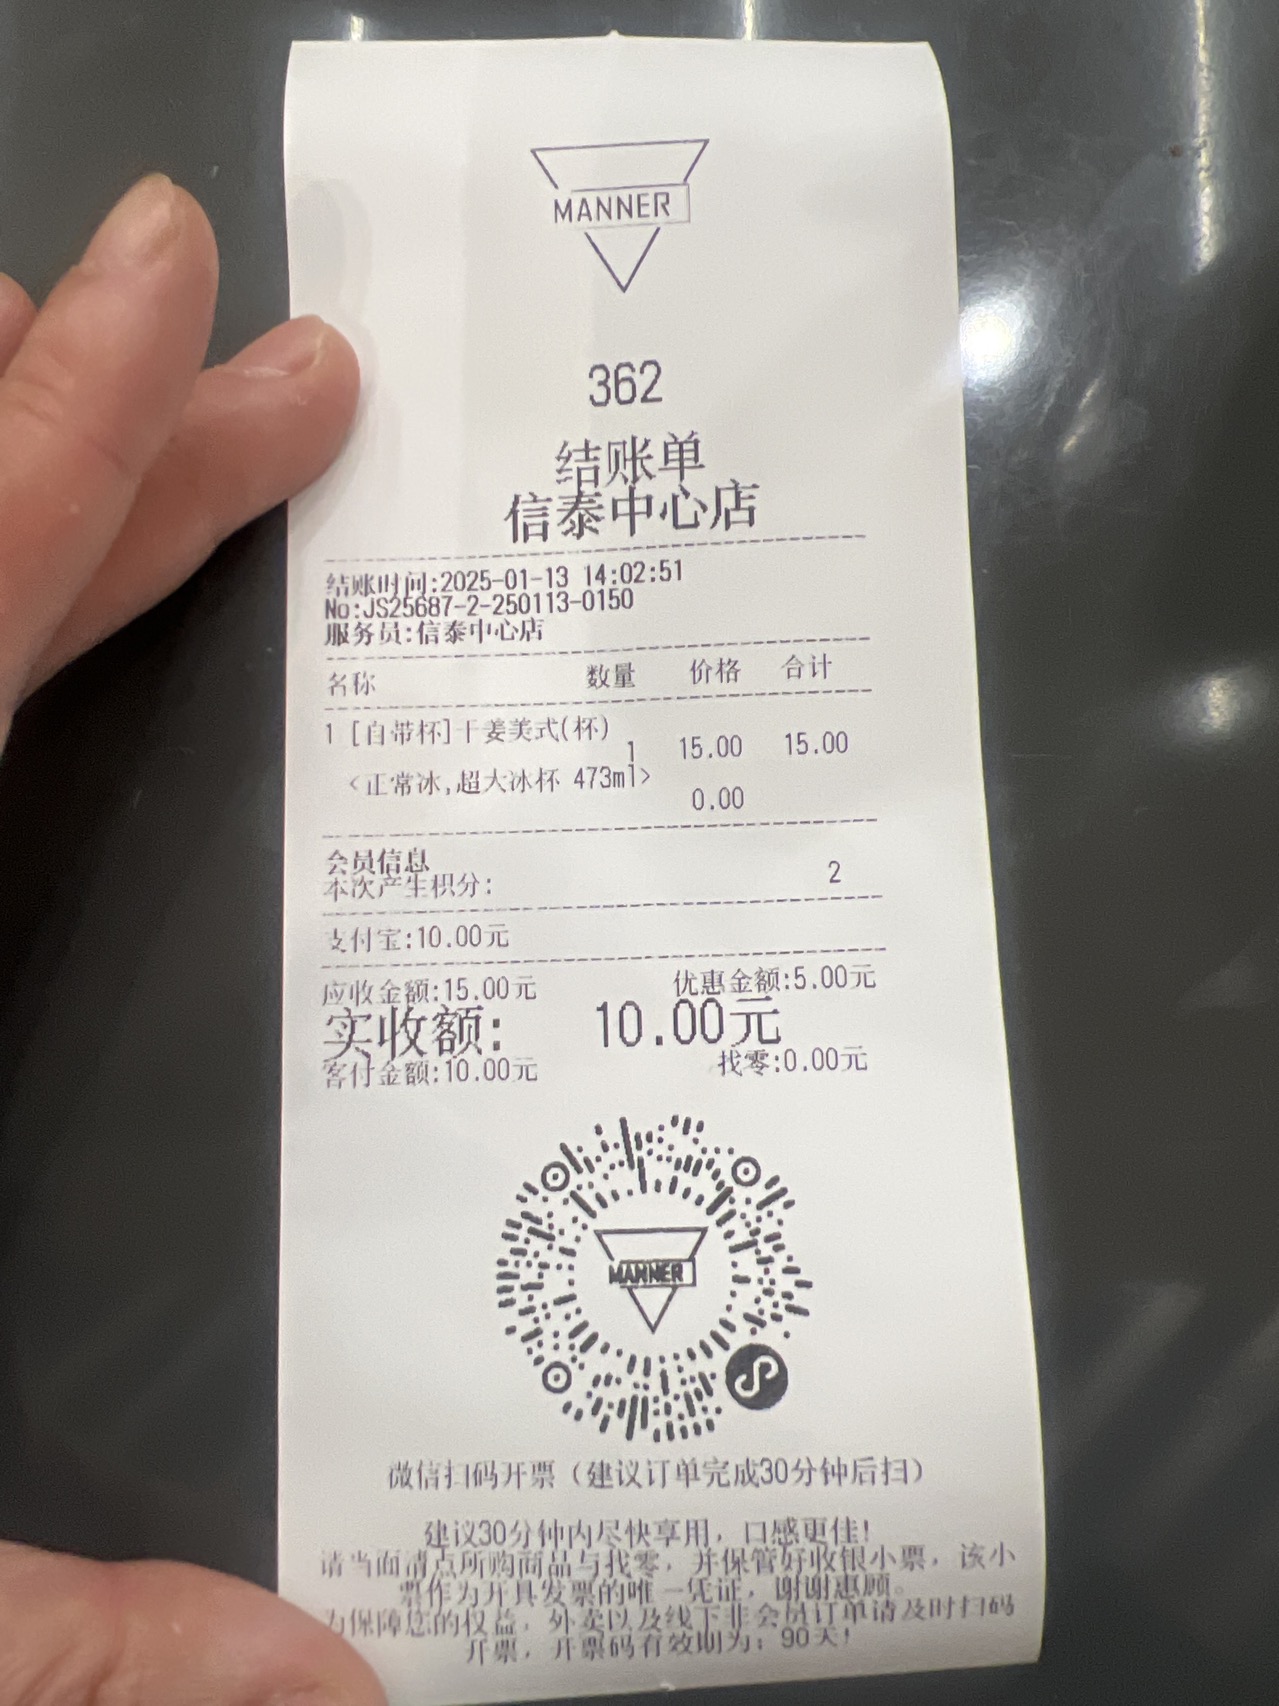 MANNER
362
结账单
信泰中心店
结账时间:2025-01-13 14:02:51
No:JS25687-2-250113-0150
服务员:信泰中心店
名称 数量 价格 合计
1 [自带杯]干姜美式(杯)
1 15.00 15.00
<正常冰,超大冰杯 473ml>
0.00
会员信息
本次产生积分: 2
支付宝:10.00元
应收金额:15.00元 优惠金额:5.00元
实收额: 10.00元
客付金额:10.00元 找零:0.00元
MANNER
微信扫码开票（建议订单完成30分钟后扫）
建议30分钟内尽快享用，口感更佳!
请当面清点所购商品与找零，并保管好收银小票，该小
票作为开具发票的唯一凭证，谢谢惠顾。
为保障您的权益，外卖以及线下非会员订单请及时扫码
开票，开票码有效期为：90天!